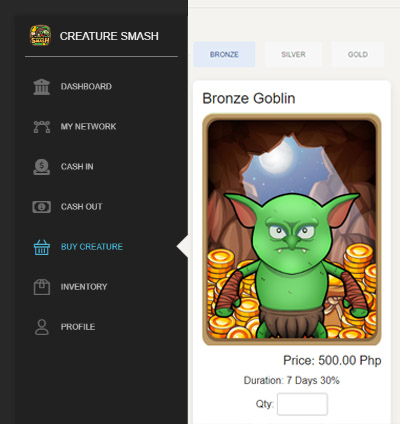 CREATURE SMASH
DASHBOARD
MY NETWORK
CASH IN
CASH OUT
BUY CREATURE
INVENTORY
PROFILE
BRONZE
SILVER
GOLD
Bronze Goblin
Price: 500.00 Php
Duration: 7 Days 30%
Qty: